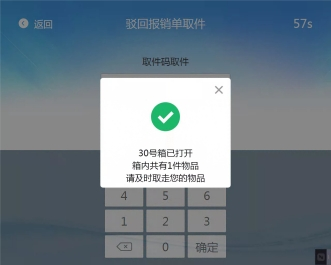 返回
驳回报销单取件
57s
取件码取件
30号箱已打开
箱内共有1件物品
请及时取走您的物品
4 5 6
1 2 3
0 确定